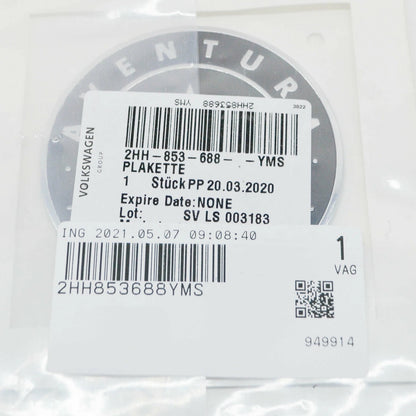 AVENTURA
2HH853688 YMS
3022
VOLKSWAGEN
GROUP
2HH-853-688- .-YMS
PLAKETTE
1 Stück PP 20.03.2020
Expire Date: NONE
Lot: SV LS 003183
ING 2021.05.07 09:08:40
2HH853688YMS
1
VAG
949914